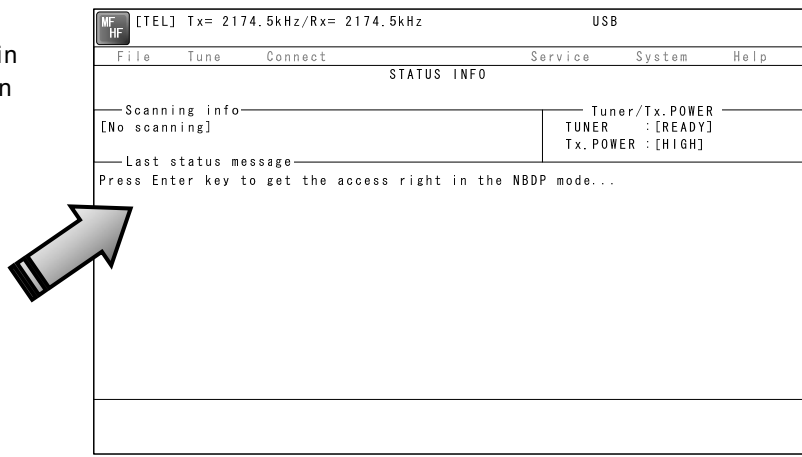 in
n
MF
HF
[TEL] Tx= 2174.5kHz/Rx= 2174.5kHz USB
File Tune Connect Service System Help
STATUS INFO
Scanning info
[No scanning]
Tuner/Tx.POWER
TUNER :[READY]
Tx.POWER :[HIGH]
Last status message
Press Enter key to get the access right in the NBDP mode...